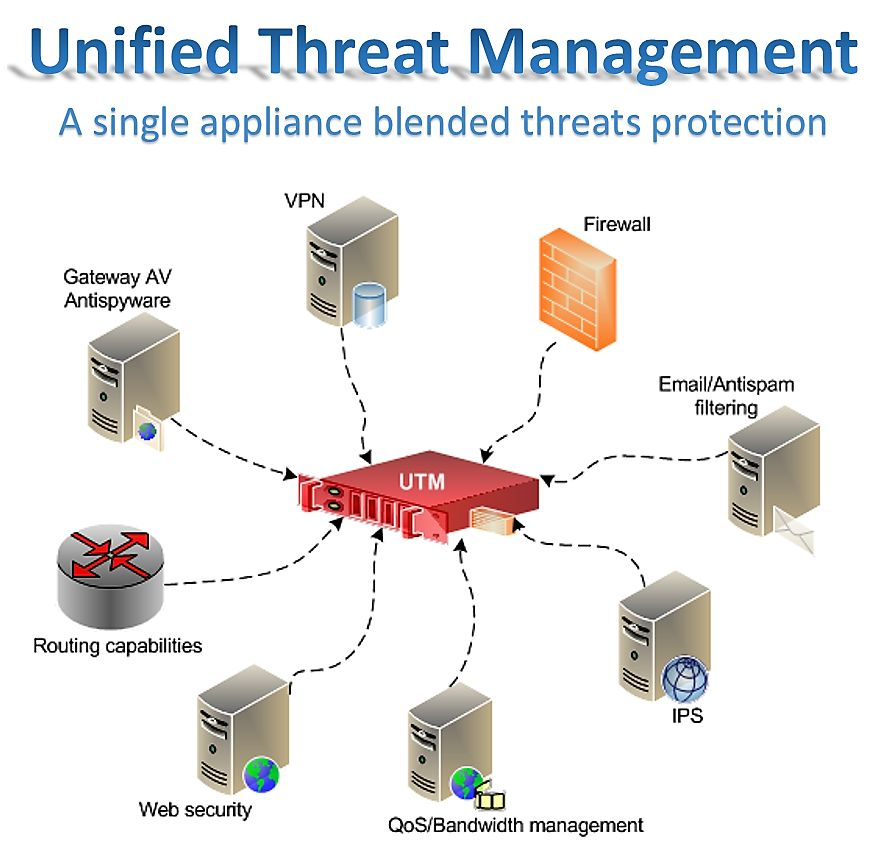 Unified Threat Management
A single appliance blended threats protection
VPN
Firewall
Gateway AV
Antispyware
Email/Antispam
filtering
UTM
Routing capabilities
IPS
Web security
QoS/Bandwidth management